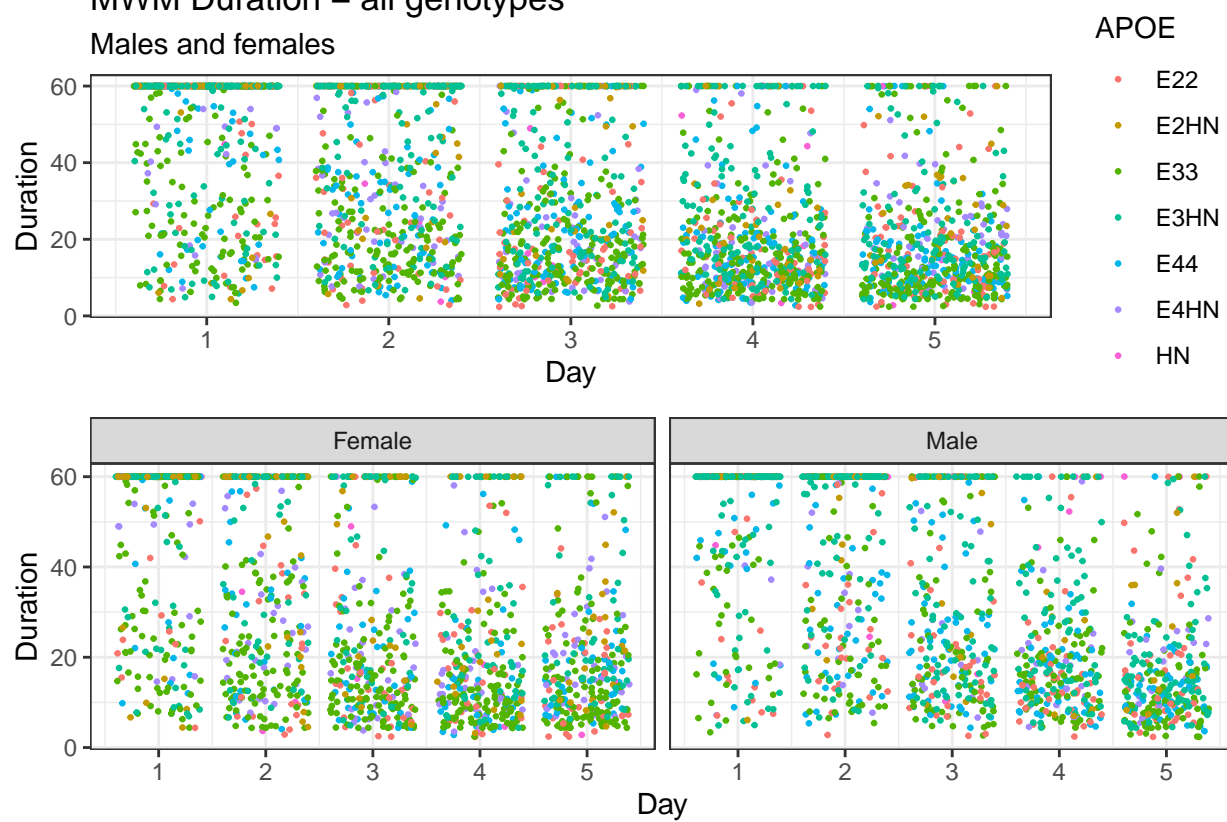 MWM Duration – all genotypes
Males and females
APOE
E22
E2HN
E33
E3HN
E44
E4HN
HN
Duration
60
40
20
0
1 2 3 4 5
Day
Female Male
Duration
60
40
20
0
1 2 3 4 5 1 2 3 4 5
Day